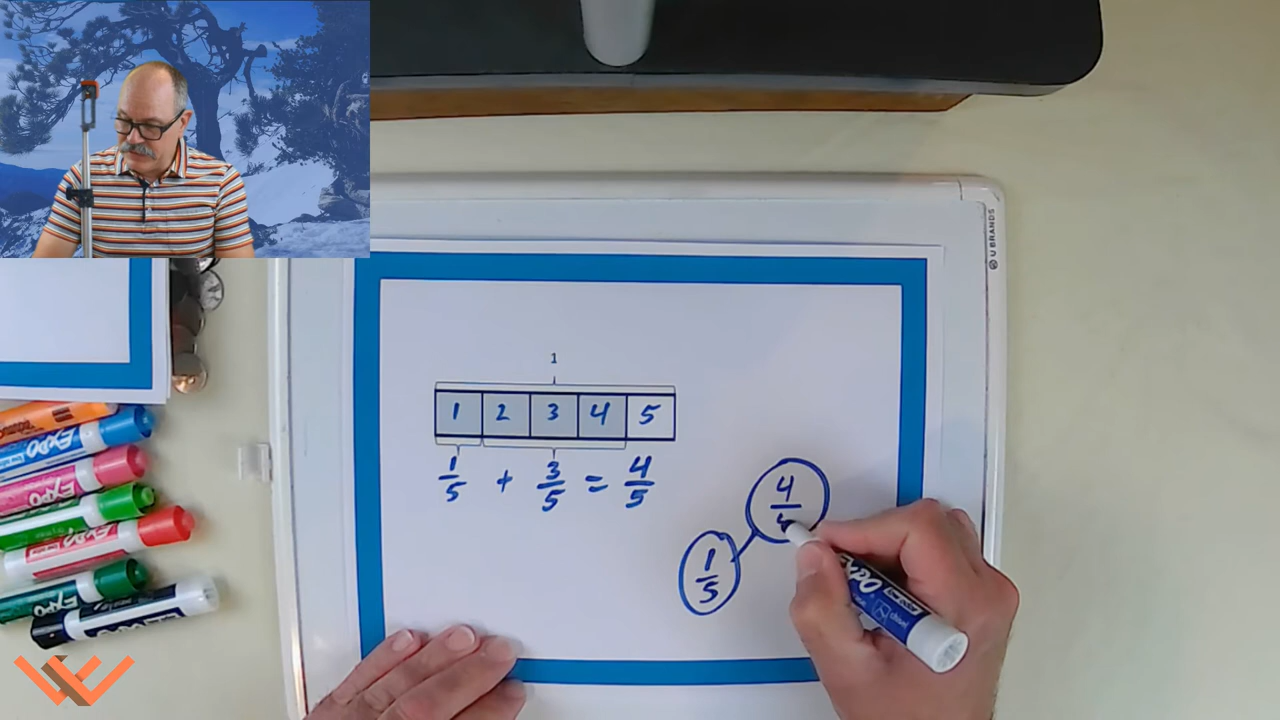 U BRANDS
1
1 2 3 4 5
1/5 + 3/5 = 4/5
4/
1/5
EXPO
EXPO
EXPO
EXPO
EXPO
EXPO